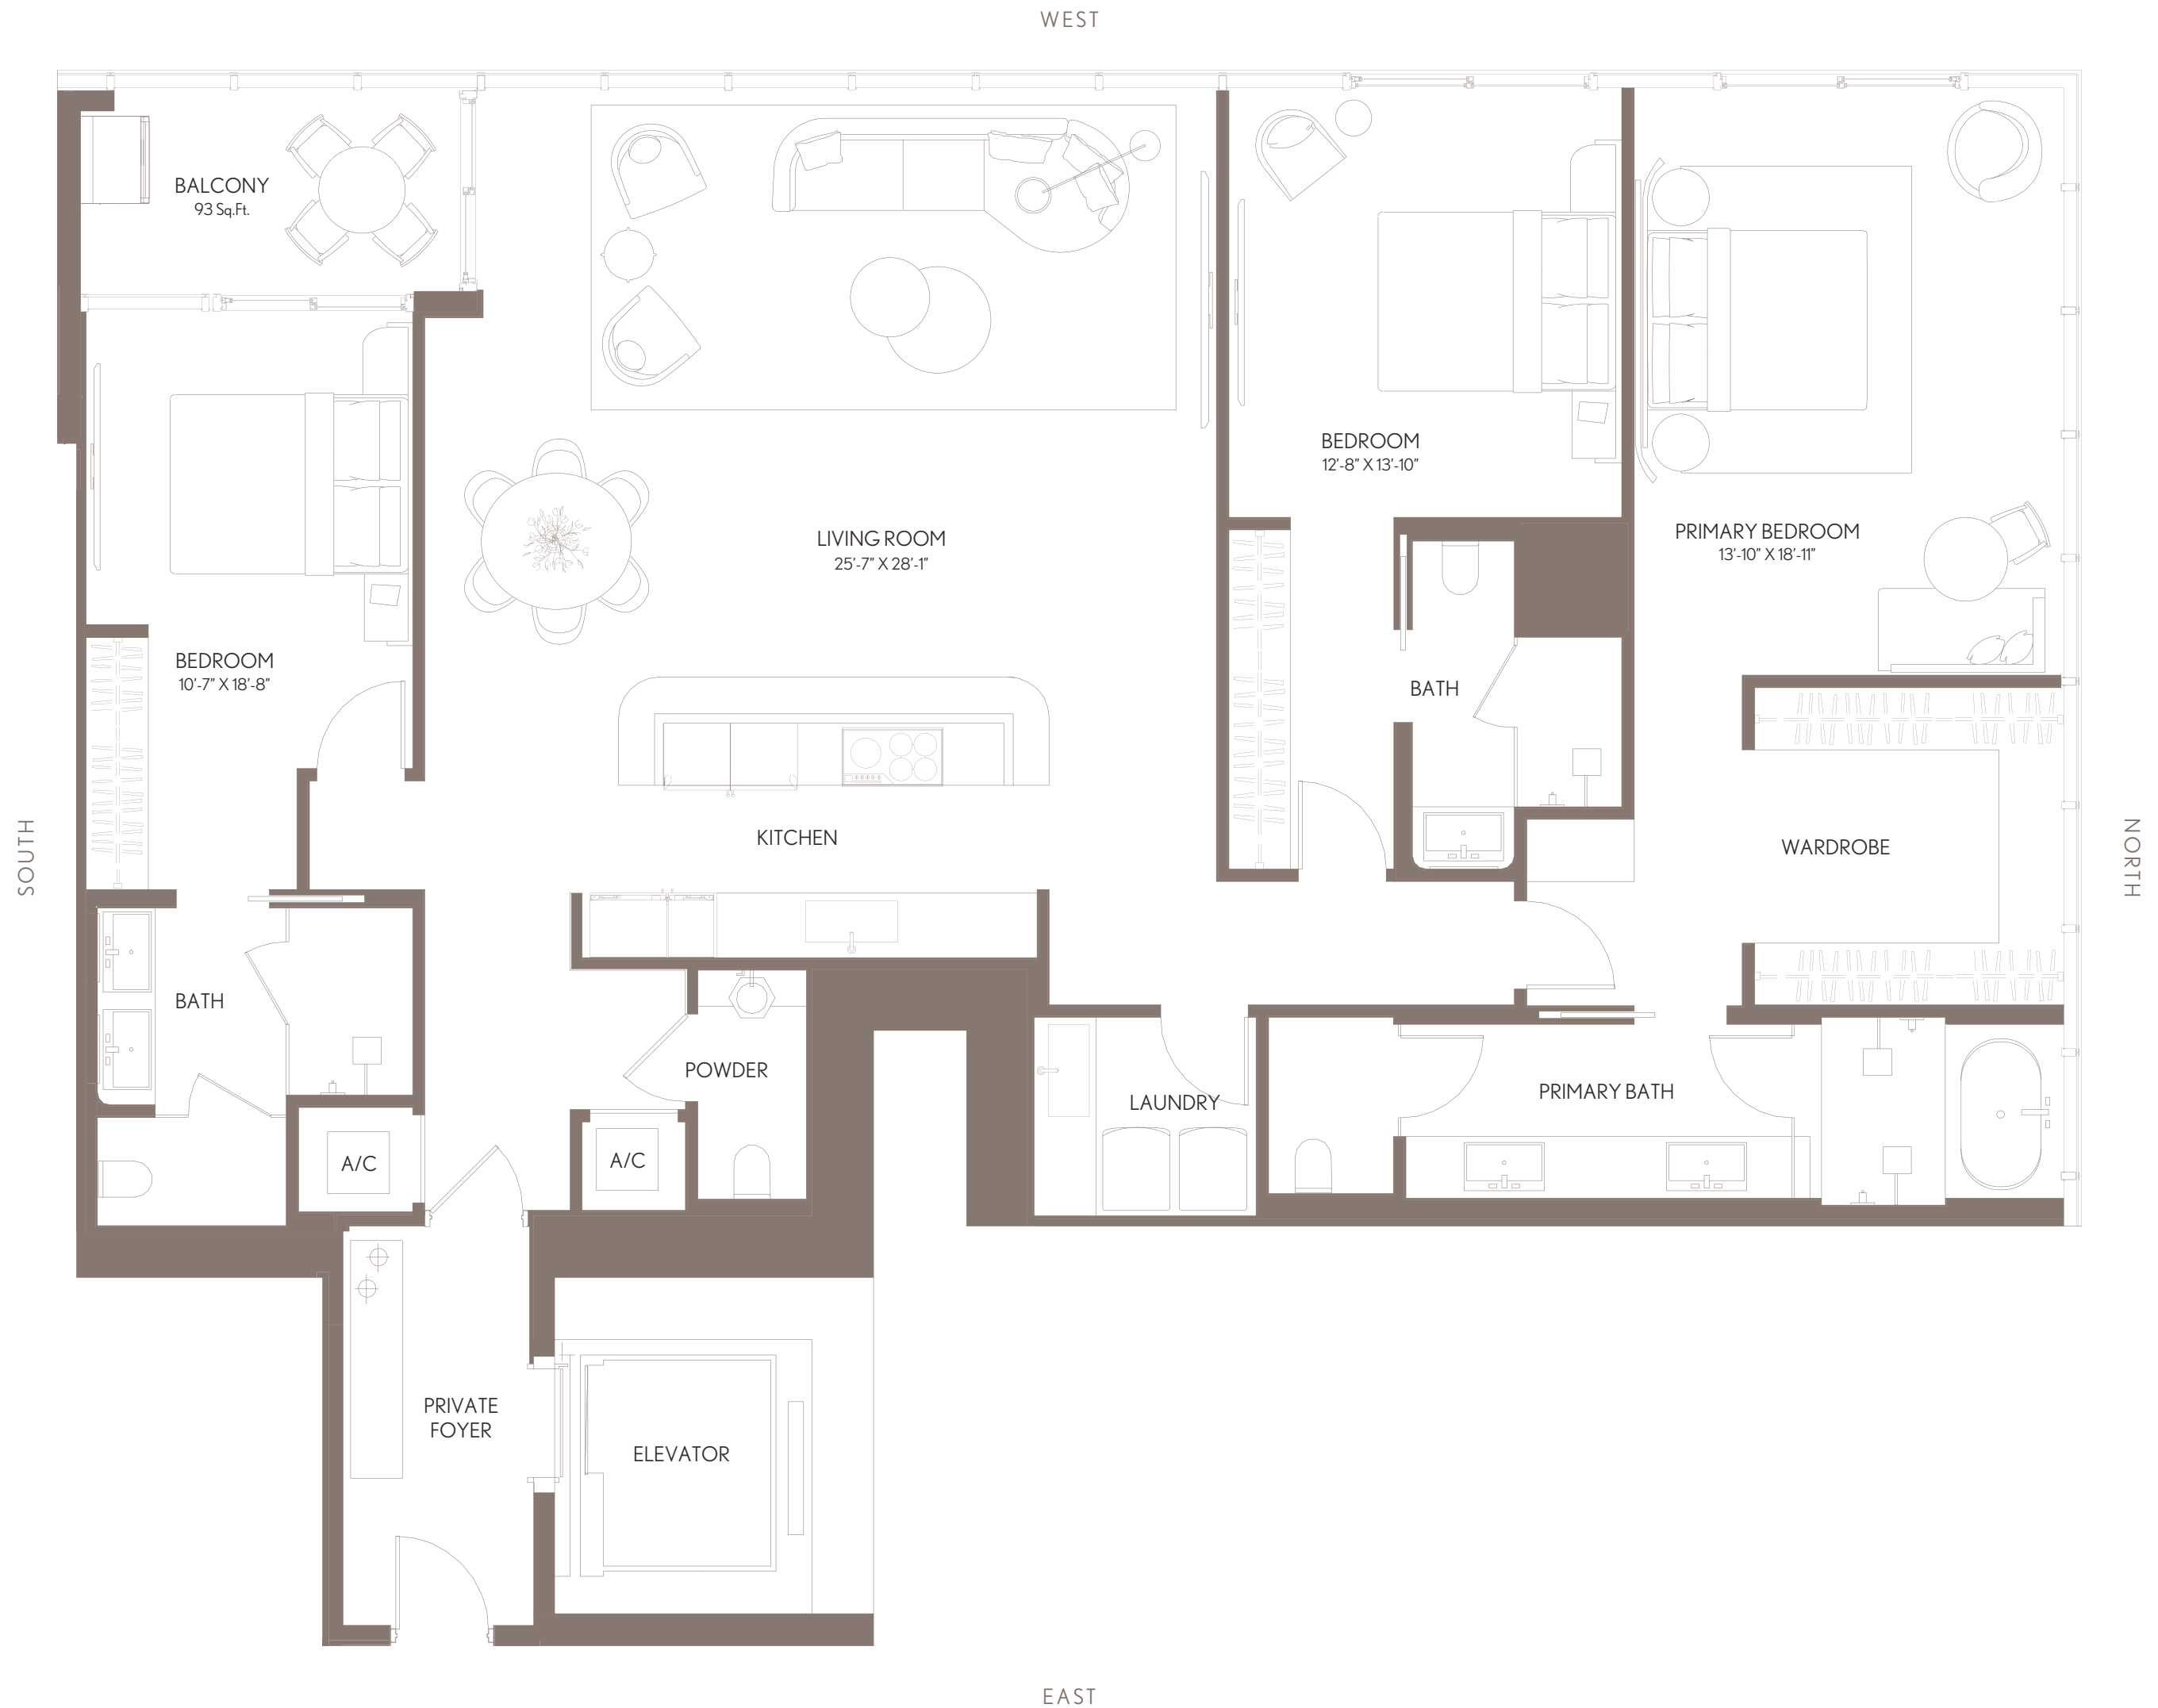 WEST
BALCONY
93 Sq.Ft.
BEDROOM
12'-8" X 13'-10"
LIVING ROOM
25'-7" X 28'-1"
PRIMARY BEDROOM
13'-10" X 18'-11"
BEDROOM
10'-7" X 18'-8"
BATH
SOUTH
KITCHEN
WARDROBE
NORTH
BATH
POWDER
LAUNDRY
PRIMARY BATH
A/C
A/C
PRIVATE
FOYER
ELEVATOR
EAST